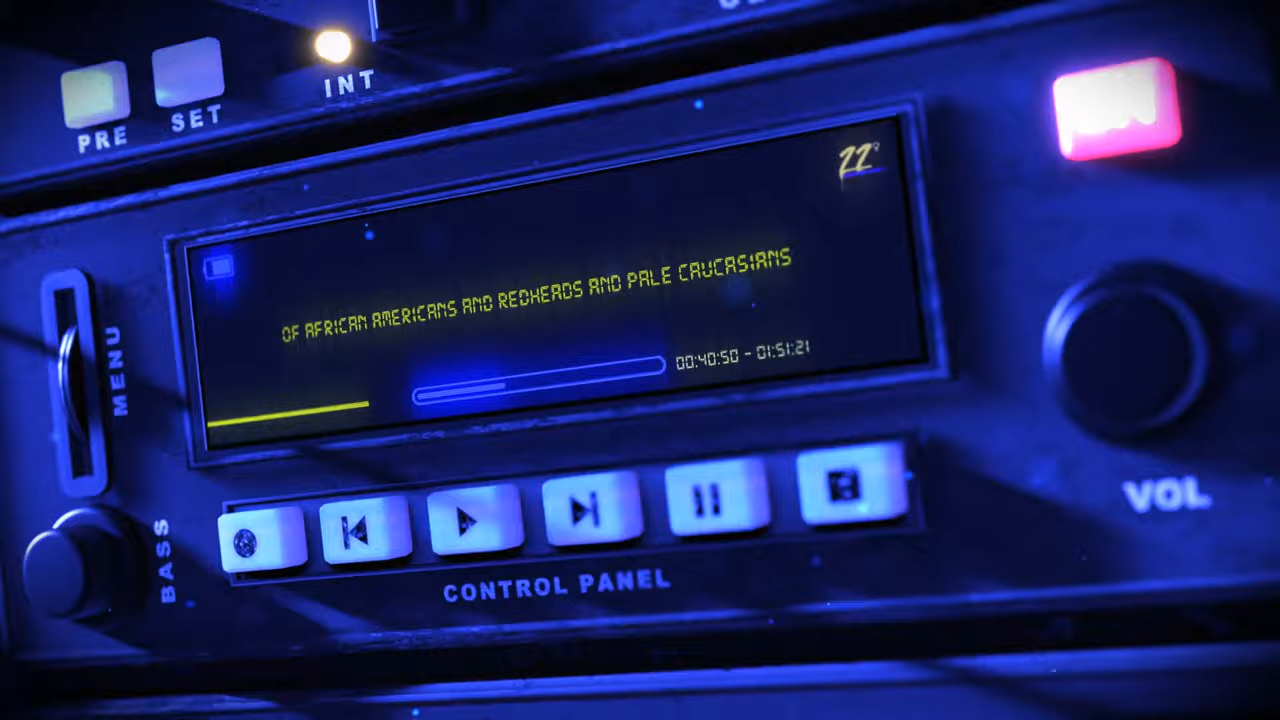 PRE
SET
INT
22°
OF AFRICAN AMERICANS AND REDHEADS AND PALE CAUCASIANS
00:40:50 - 01:51:21
MENU
BASS
CONTROL PANEL
VOL